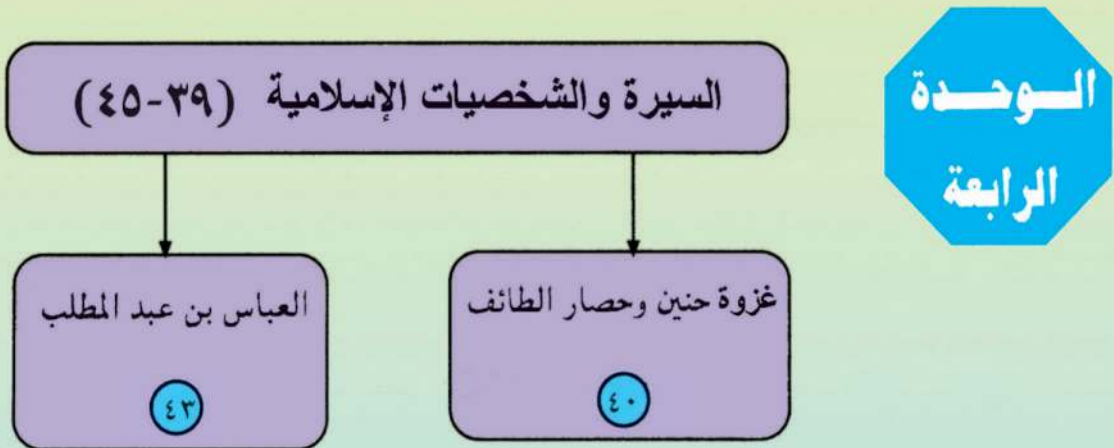 الوحدة
الرابعة
السيرة والشخصيات الإسلامية (٣٩-٤٥)
غزوة حنين وحصار الطائف
٤٠
العباس بن عبد المطلب
٤٣